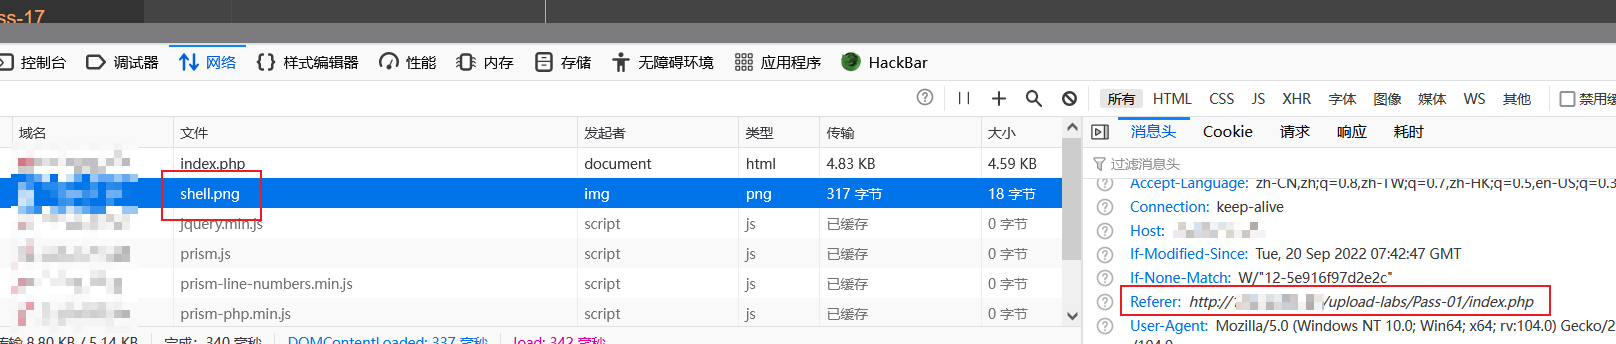 ss-17
控制台 调试器 网络 样式编辑器 性能 内存 存储 无障碍环境 应用程序 HackBar
所有 HTML CSS JS XHR 字体 图像 媒体 WS 其他 禁用缓
域名 文件 发起者 类型 传输 大小
index.php document html 4.83 KB 4.59 KB
shell.png img png 317 字节 18 字节
jquery.min.js script js 已缓存 0 字节
prism.js script js 已缓存 0 字节
prism-line-numbers.min.js script js 已缓存 0 字节
prism-php.min.js script js 已缓存 0 字节
传输 8.80 KB / 5.14 KB 完成: 340 毫秒 DOMContentLoaded: 337 毫秒 load: 342 毫秒
消息头 Cookie 请求 响应 耗时
过滤消息头
Accept-Language: zh-CN,zh;q=0.8,zh-TW;q=0.7,zh-HK;q=0.5,en-US;q=0.3
Connection: keep-alive
Host:
If-Modified-Since: Tue, 20 Sep 2022 07:42:47 GMT
If-None-Match: W/"12-5e916f97d2e2c"
Referer: http://1 /upload-labs/Pass-01/index.php
User-Agent: Mozilla/5.0 (Windows NT 10.0; Win64; x64; rv:104.0) Gecko/2
/104.0